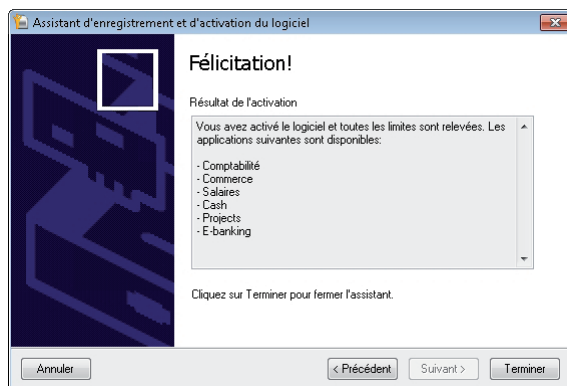 Assistant d'enregistrement et d'activation du logiciel
Félicitation!
Résultat de l'activation
Vous avez activé le logiciel et toutes les limites sont relevées. Les
applications suivantes sont disponibles:
- Comptabilité
- Commerce
- Salaires
- Cash
- Projects
- E-banking
Cliquez sur Terminer pour fermer l'assistant.
Annuler
< Précédent
Suivant >
Terminer